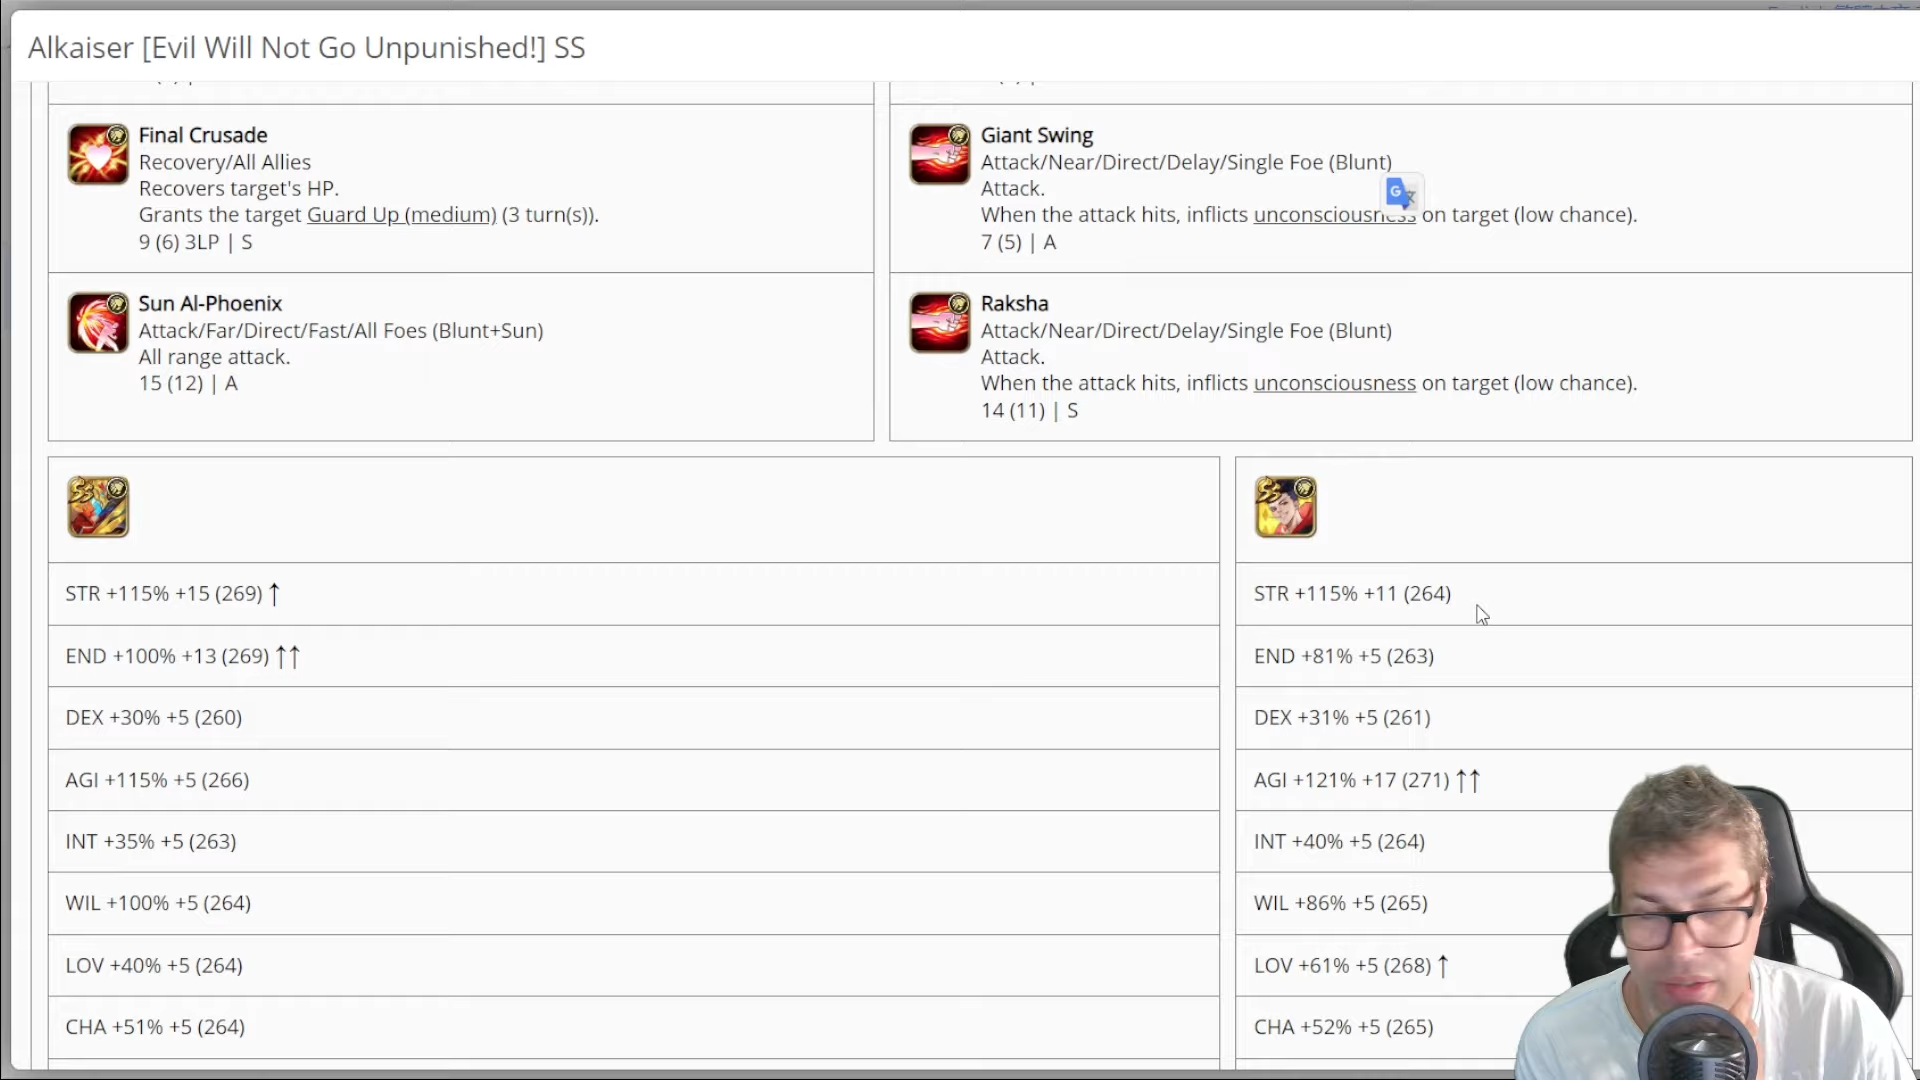 Alkaiser [Evil Will Not Go Unpunished!] SS
Final Crusade
Recovery/All Allies
Recovers target's HP.
Grants the target Guard Up (medium) (3 turn(s)).
9 (6) 3LP | S
Giant Swing
Attack/Near/Direct/Delay/Single Foe (Blunt)
Attack.
When the attack hits, inflicts unconsciousness on target (low chance).
7 (5) | A
Sun Al-Phoenix
Attack/Far/Direct/Fast/All Foes (Blunt+Sun)
All range attack.
15 (12) | A
Raksha
Attack/Near/Direct/Delay/Single Foe (Blunt)
Attack.
When the attack hits, inflicts unconsciousness on target (low chance).
14 (11) | S
SS
STR +115% +15 (269) ↑
END +100% +13 (269) ↑↑
DEX +30% +5 (260)
AGI +115% +5 (266)
INT +35% +5 (263)
WIL +100% +5 (264)
LOV +40% +5 (264)
CHA +51% +5 (264)
SS
STR +115% +11 (264)
END +81% +5 (263)
DEX +31% +5 (261)
AGI +121% +17 (271) ↑↑
INT +40% +5 (264)
WIL +86% +5 (265)
LOV +61% +5 (268) ↑
CHA +52% +5 (265)